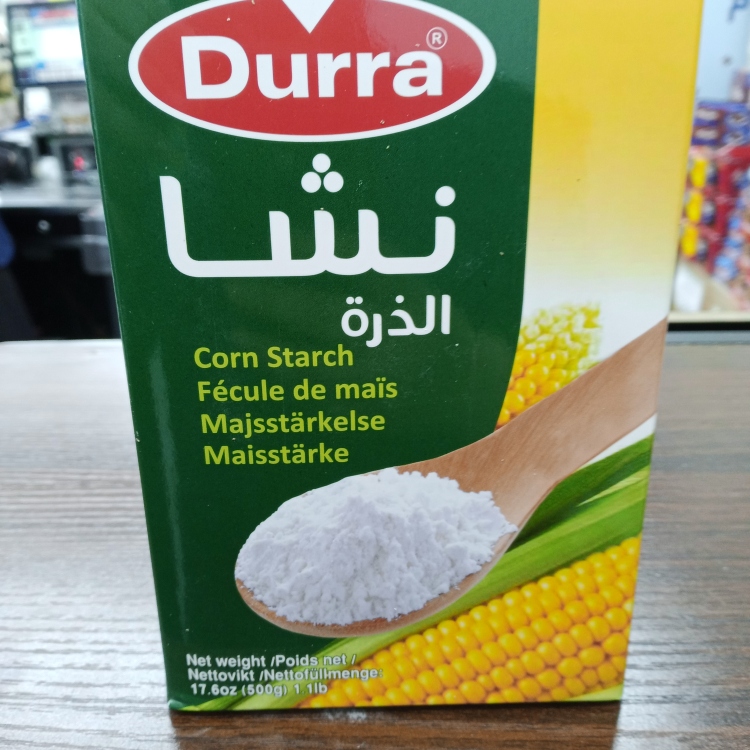 Durra®
نشا
الذرة
Corn Starch
Fécule de maïs
Majsstärkelse
Maisstärke
Net weight /Poids net /
Nettovikt /Nettofüllmenge:
17.6oz (500g) 1.1lb